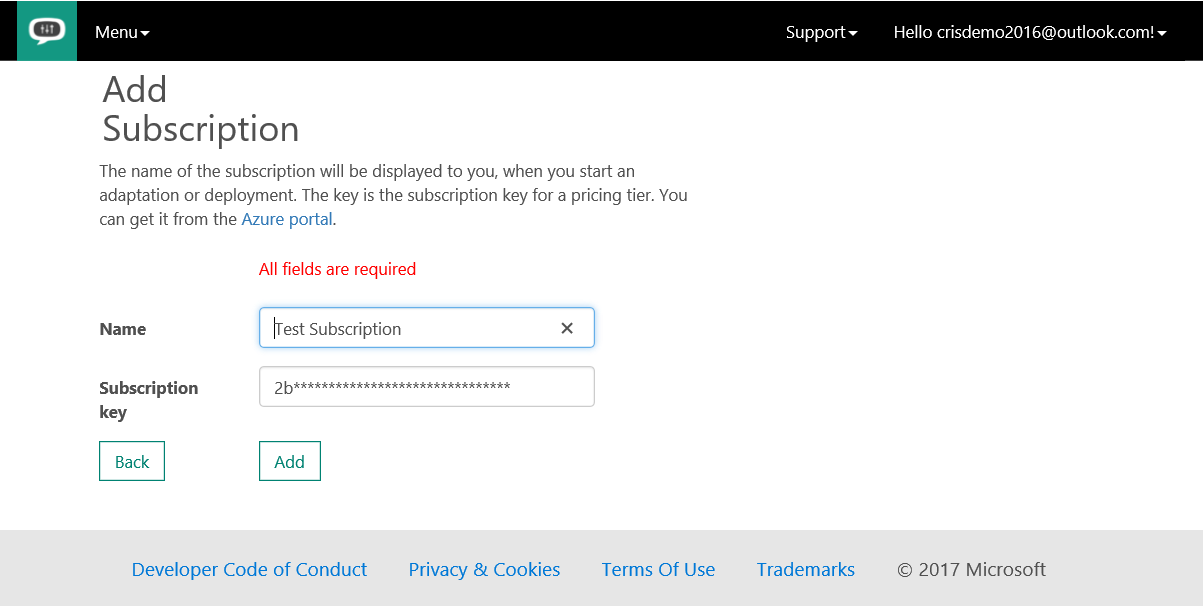 Menu
Support
Hello crisdemo2016@outlook.com!
Add
Subscription
The name of the subscription will be displayed to you, when you start an
adaptation or deployment. The key is the subscription key for a pricing tier. You
can get it from the Azure portal.
All fields are required
Name
Test Subscription
Subscription
key
2b*******************************
Back
Add
Developer Code of Conduct
Privacy & Cookies
Terms Of Use
Trademarks
© 2017 Microsoft